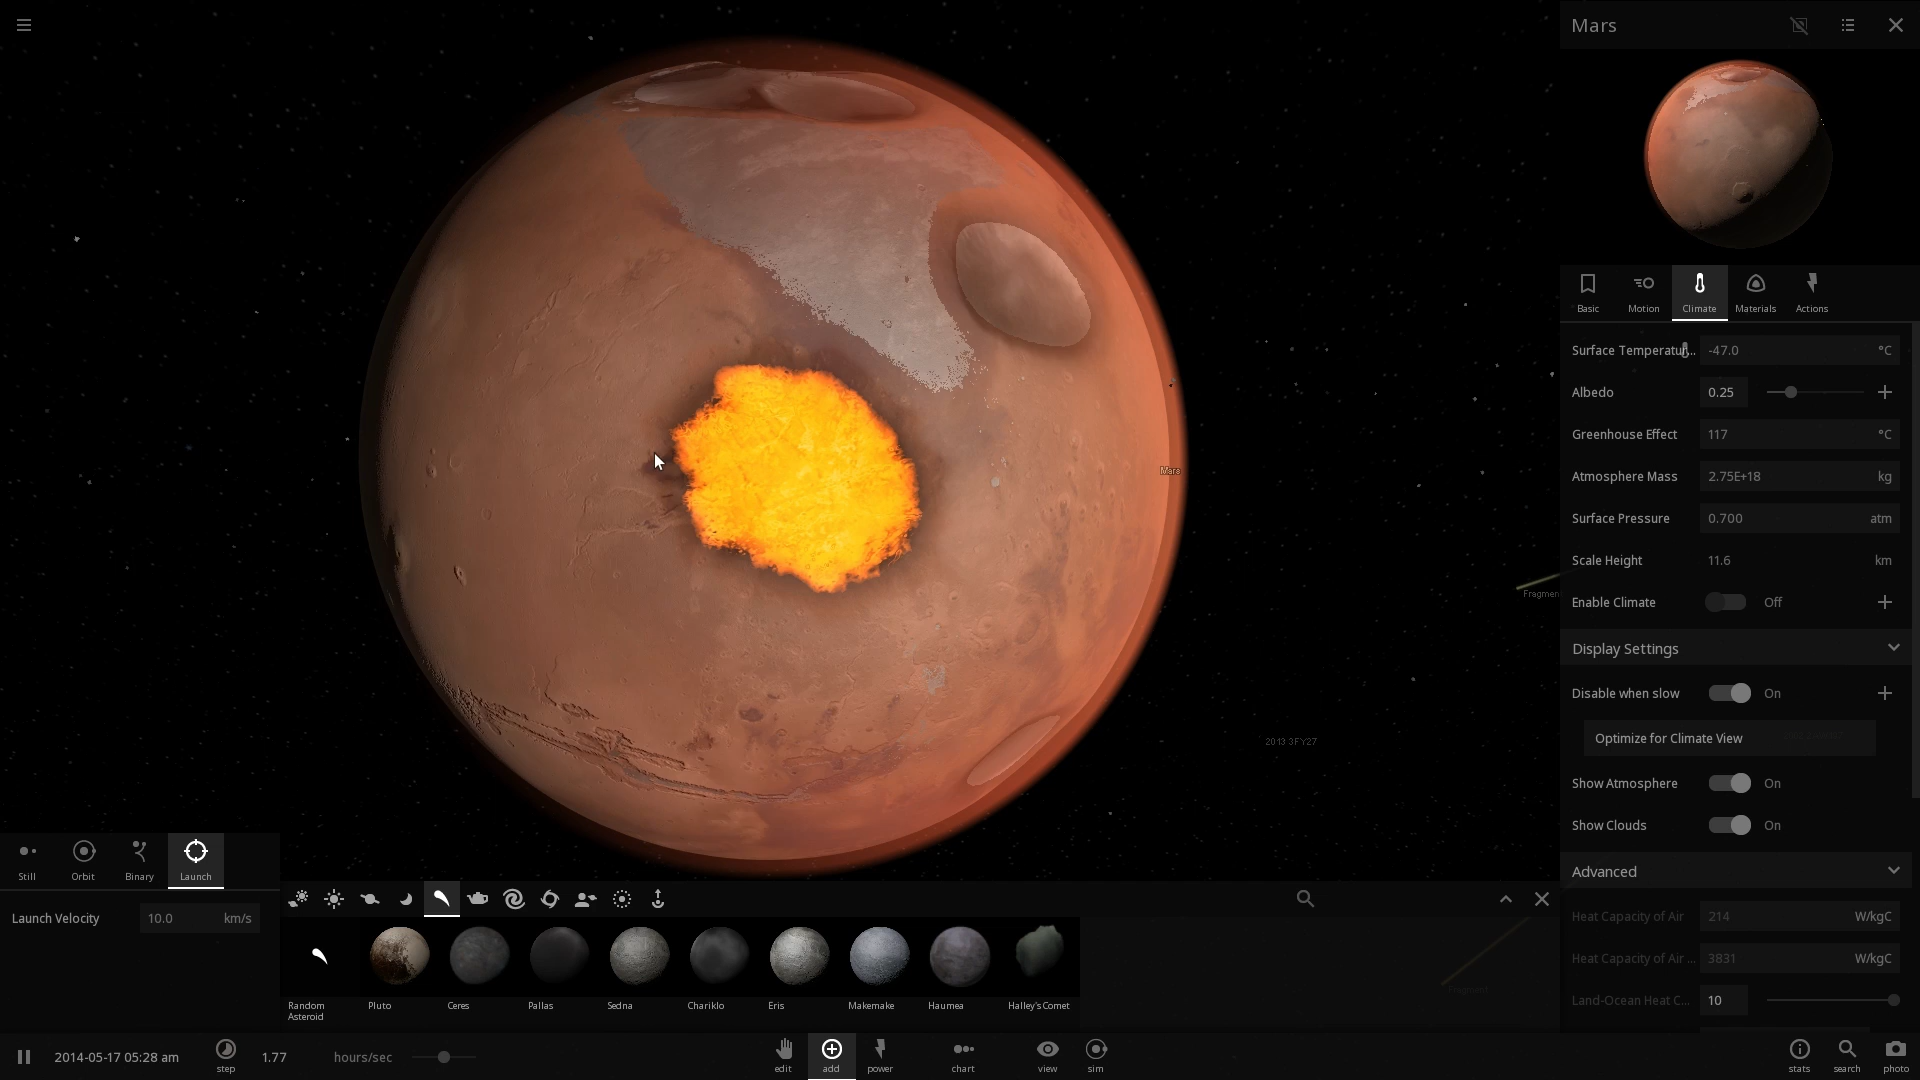 Mars
Basic
Motion
Climate
Materials
Actions
Surface Temperatur...
-47.0
°C
Albedo
0.25
Greenhouse Effect
117
°C
Atmosphere Mass
2.75E+18
kg
Surface Pressure
0.700
atm
Scale Height
11.6
km
Enable Climate
Off
Display Settings
Disable when slow
On
Optimize for Climate View
Show Atmosphere
On
Show Clouds
On
Advanced
Heat Capacity of Air
214
W/kgC
Heat Capacity of Air ...
3831
W/kgC
Land-Ocean Heat C...
10
Mars
Fragmen
2013 3FY27
Fragment
Still
Orbit
Binary
Launch
Launch Velocity
10.0
km/s
Random
Asteroid
Pluto
Ceres
Pallas
Sedna
Chariklo
Eris
Makemake
Haumea
Halley's Comet
2014-05-17 05:28 am
step
1.77
hours/sec
edit
add
power
chart
view
sim
stats
search
photo